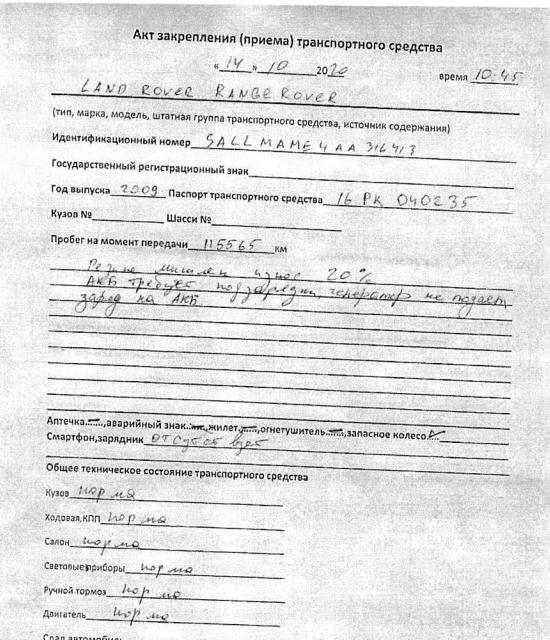 Акт закрепления (приема) транспортного средства
« 14 » 10 2020 время 10:45
LAND ROVER RANGE ROVER
(тип, марка, модель, штатная группа транспортного средства, источник содержания)
Идентификационный номер SALLMAME4AA316413
Государственный регистрационный знак
Год выпуска 2009 Паспорт транспортного средства 16 РК 040235
Кузов № Шасси №
Пробег на момент передачи 115565 км
износ 20%
АКБ требует подзарядки, генератор не подает
заряд на АКБ
Аптечка, аварийный знак, жилет, огнетушитель, запасное колесо
Смартфон,зарядник отсутствует
Общее техническое состояние транспортного средства
Кузов норма
Ходовая,КПП норма
Салон норма
Световые приборы норма
Ручной тормоз норма
Двигатель норма